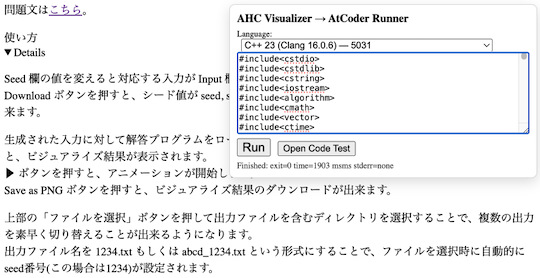 問題文はこちら。
使い方
▼Details
Seed 欄の値を変えると対応する入力が Input 欄
Download ボタンを押すと、シード値が seed, s
来ます。
生成された入力に対して解答プログラムをロー
と、ビジュアライズ結果が表示されます。
▶ ボタンを押すと、アニメーションが開始し
Save as PNG ボタンを押すと、ビジュアライズ結果のダウンロードが出来ます。
上部の「ファイルを選択」ボタンを押して出力ファイルを含むディレクトリを選択することで、複数の出力
を素早く切り替えることが出来るようになります。
出力ファイル名を 1234.txt もしくは abcd_1234.txt という形式にすることで、ファイルを選択時に自動的に
seed番号(この場合は1234)が設定されます。
AHC Visualizer → AtCoder Runner
Language:
C++ 23 (Clang 16.0.6) — 5031
#include<cstdio>
#include<cstdlib>
#include<cstring>
#include<iostream>
#include<algorithm>
#include<cmath>
#include<vector>
#include<ctime>
Run
Open Code Test
Finished: exit=0 time=1903 msms stderr=none